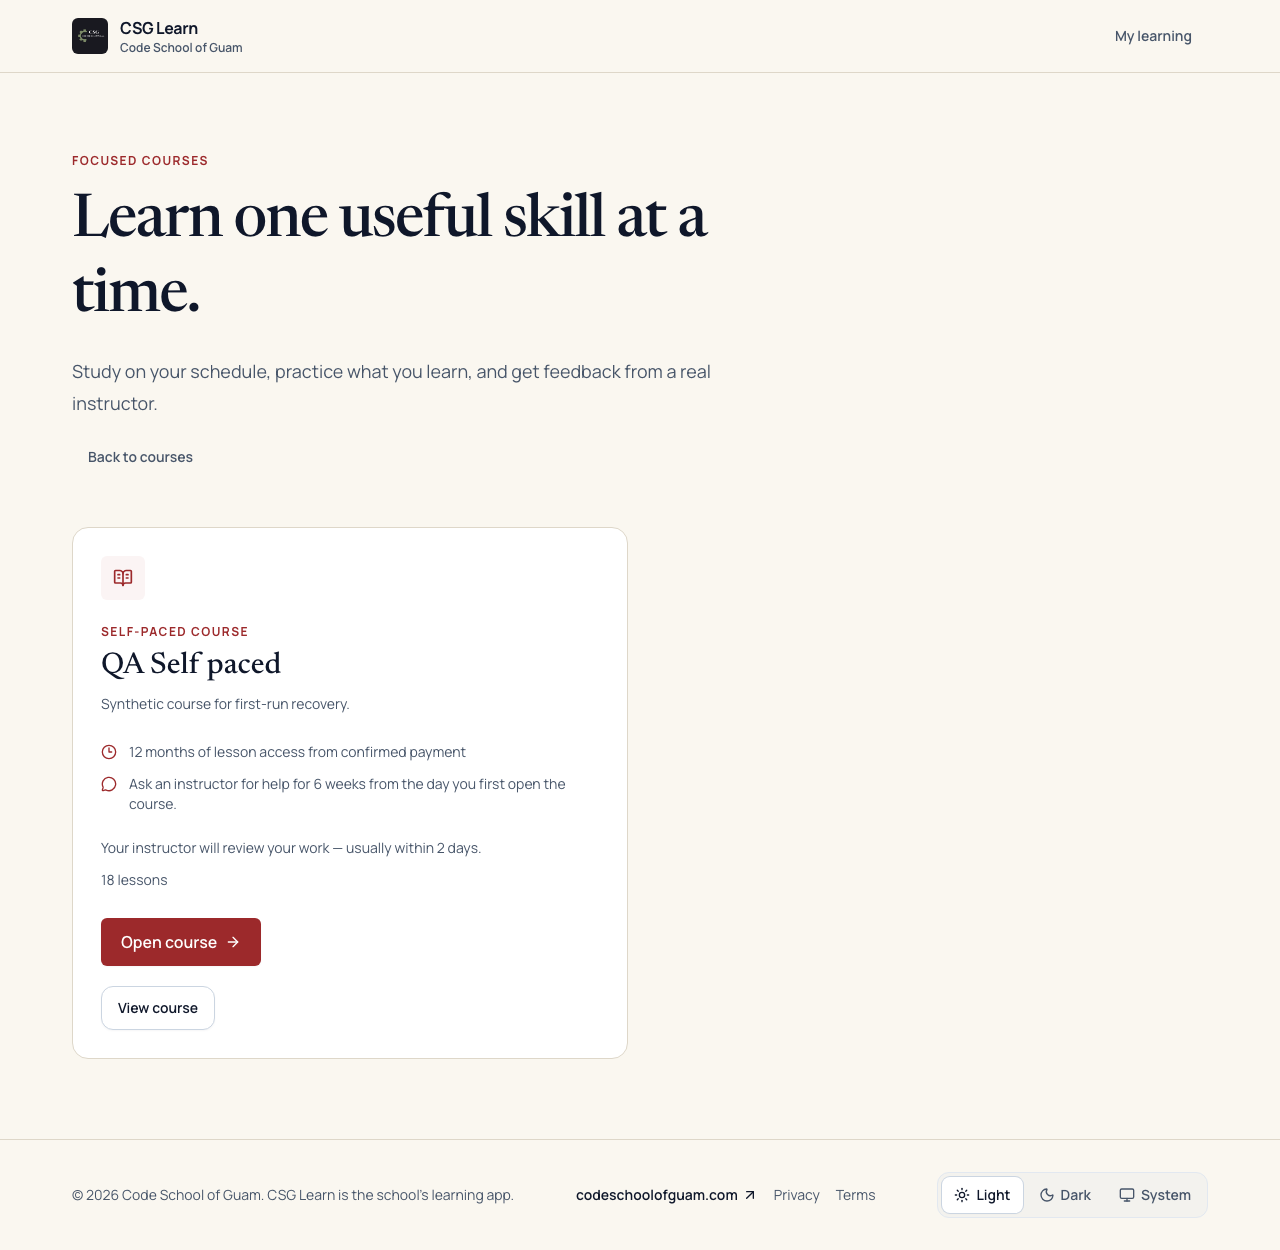 CSG Learn
Code School of Guam
My learning
FOCUSED COURSES
Learn one useful skill at a
time.
Study on your schedule, practice what you learn, and get feedback from a real
instructor.
Back to courses
SELF-PACED COURSE
QA Self paced
Synthetic course for first-run recovery.
12 months of lesson access from confirmed payment
Ask an instructor for help for 6 weeks from the day you first open the
course.
Your instructor will review your work — usually within 2 days.
18 lessons
Open course
View course
© 2026 Code School of Guam. CSG Learn is the school's learning app.
codeschoolofguam.com
Privacy
Terms
Light
Dark
System